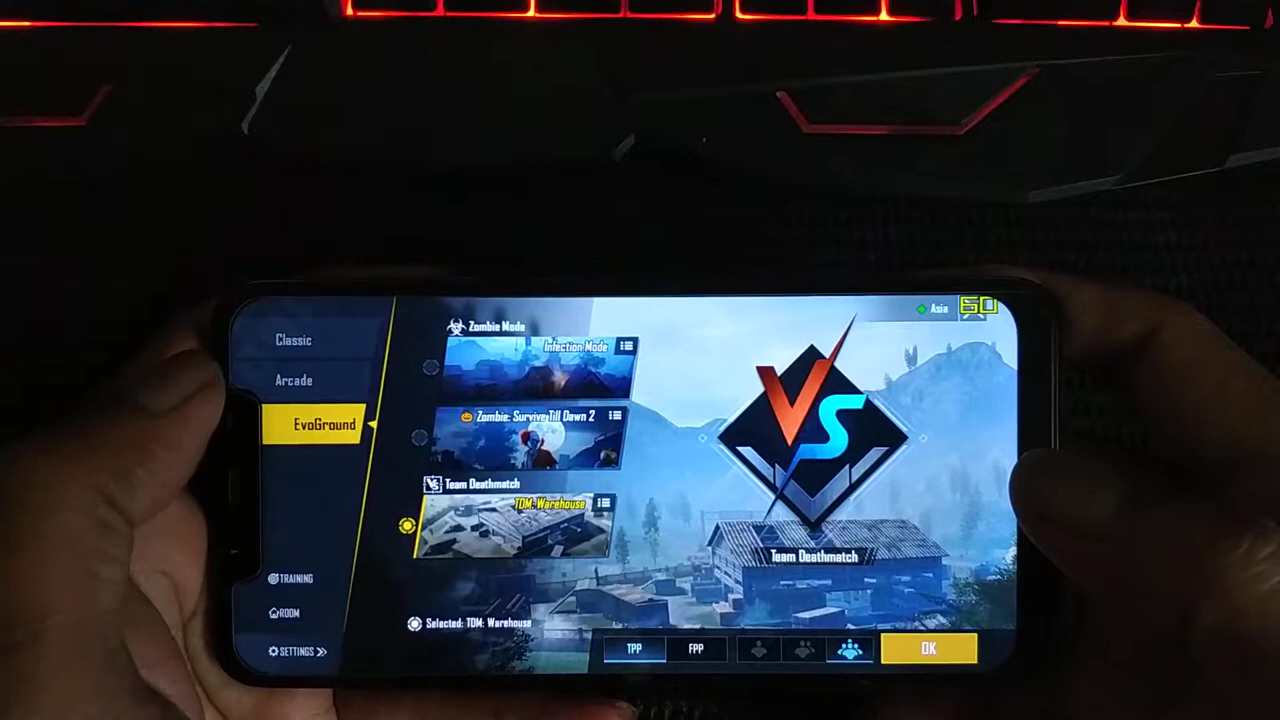 Asia
60
Classic
Arcade
EvoGround
TRAINING
ROOM
SETTINGS
Zombie Mode
Infection Mode
Zombie: Survive Till Dawn 2
Team Deathmatch
TDM: Warehouse
Selected: TDM: Warehouse
VS
Team Deathmatch
TPP
FPP
OK